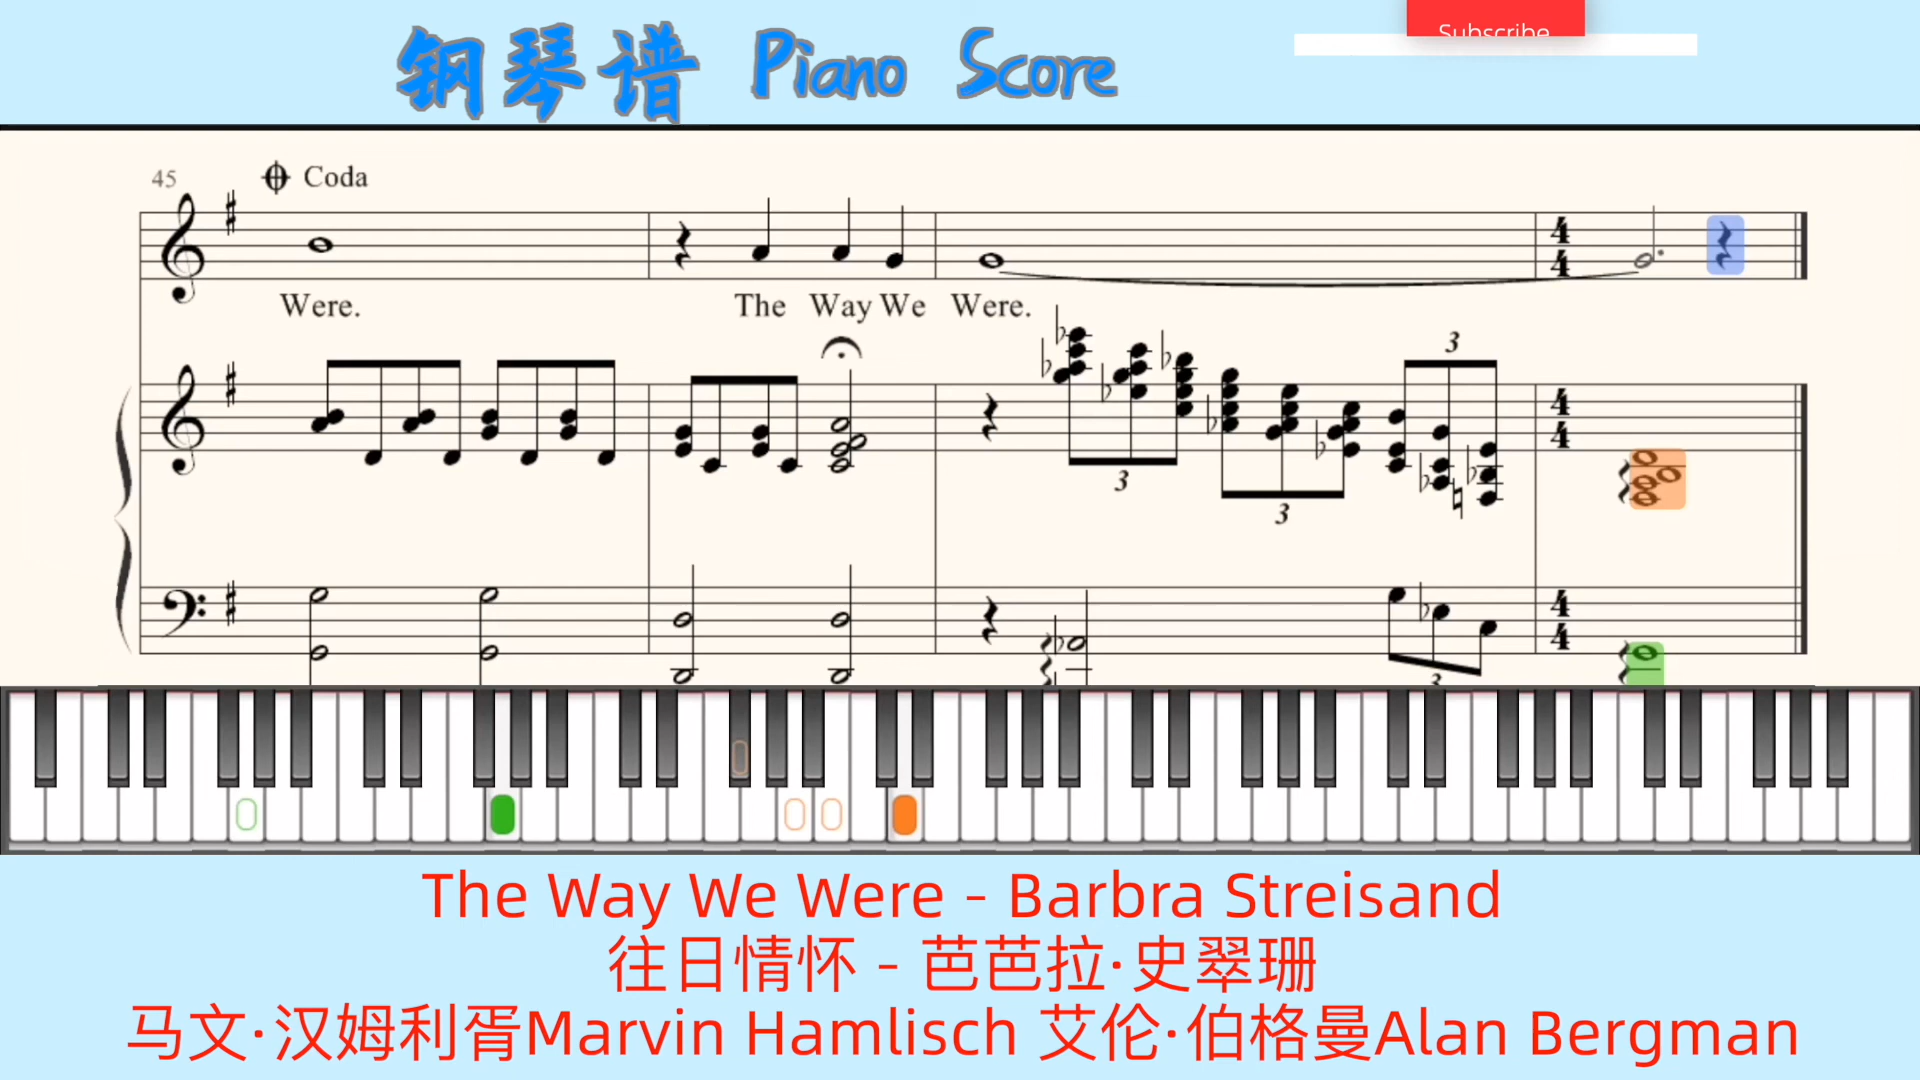 钢琴谱 Piano Score
Subscribe
45 Coda
Were. The Way We Were.
3
3
3
3
4 4 4 4 4 4
The Way We Were - Barbra Streisand
往日情怀 - 芭芭拉·史翠珊
马文·汉姆利胥Marvin Hamlisch 艾伦·伯格曼Alan Bergman